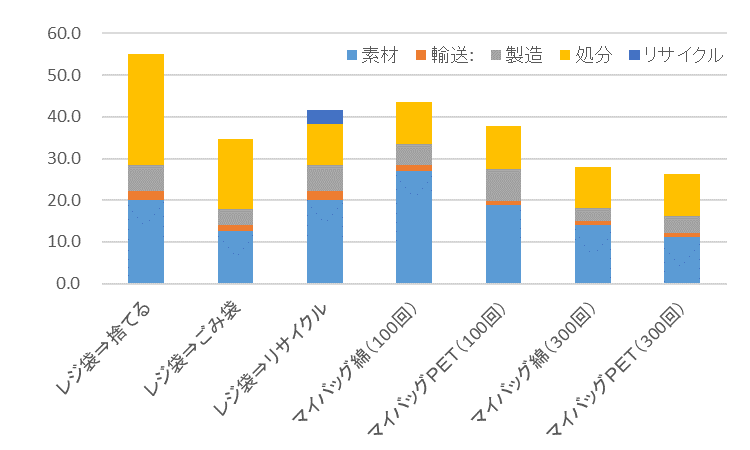 60.0
素材 輸送: 製造 処分 リサイクル
50.0
40.0
30.0
20.0
10.0
0.0
レジ袋⇒捨てる
レジ袋⇒ごみ袋
レジ袋⇒リサイクル
マイバッグ綿(100回)
マイバッグPET(100回)
マイバッグ綿(300回)
マイバッグPET(300回)